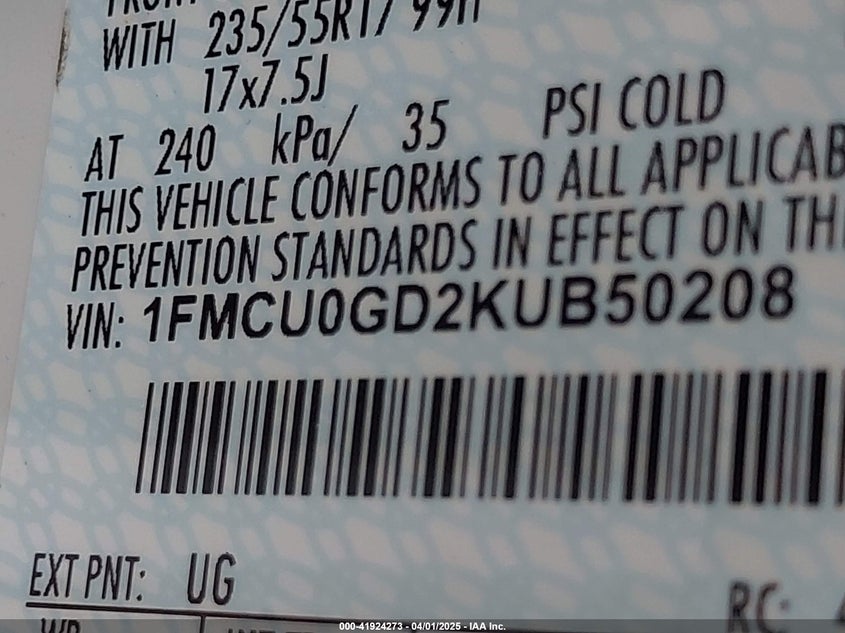 WITH 235/55R17 99H
17x7.5J
AT 240 kPa/ 35 PSI COLD
THIS VEHICLE CONFORMS TO ALL APPLICAB
PREVENTION STANDARDS IN EFFECT ON TH
VIN: 1FMCU0GD2KUB50208
EXT PNT: UG
RC:
000-41924273 - 04/01/2025 - IAA Inc.